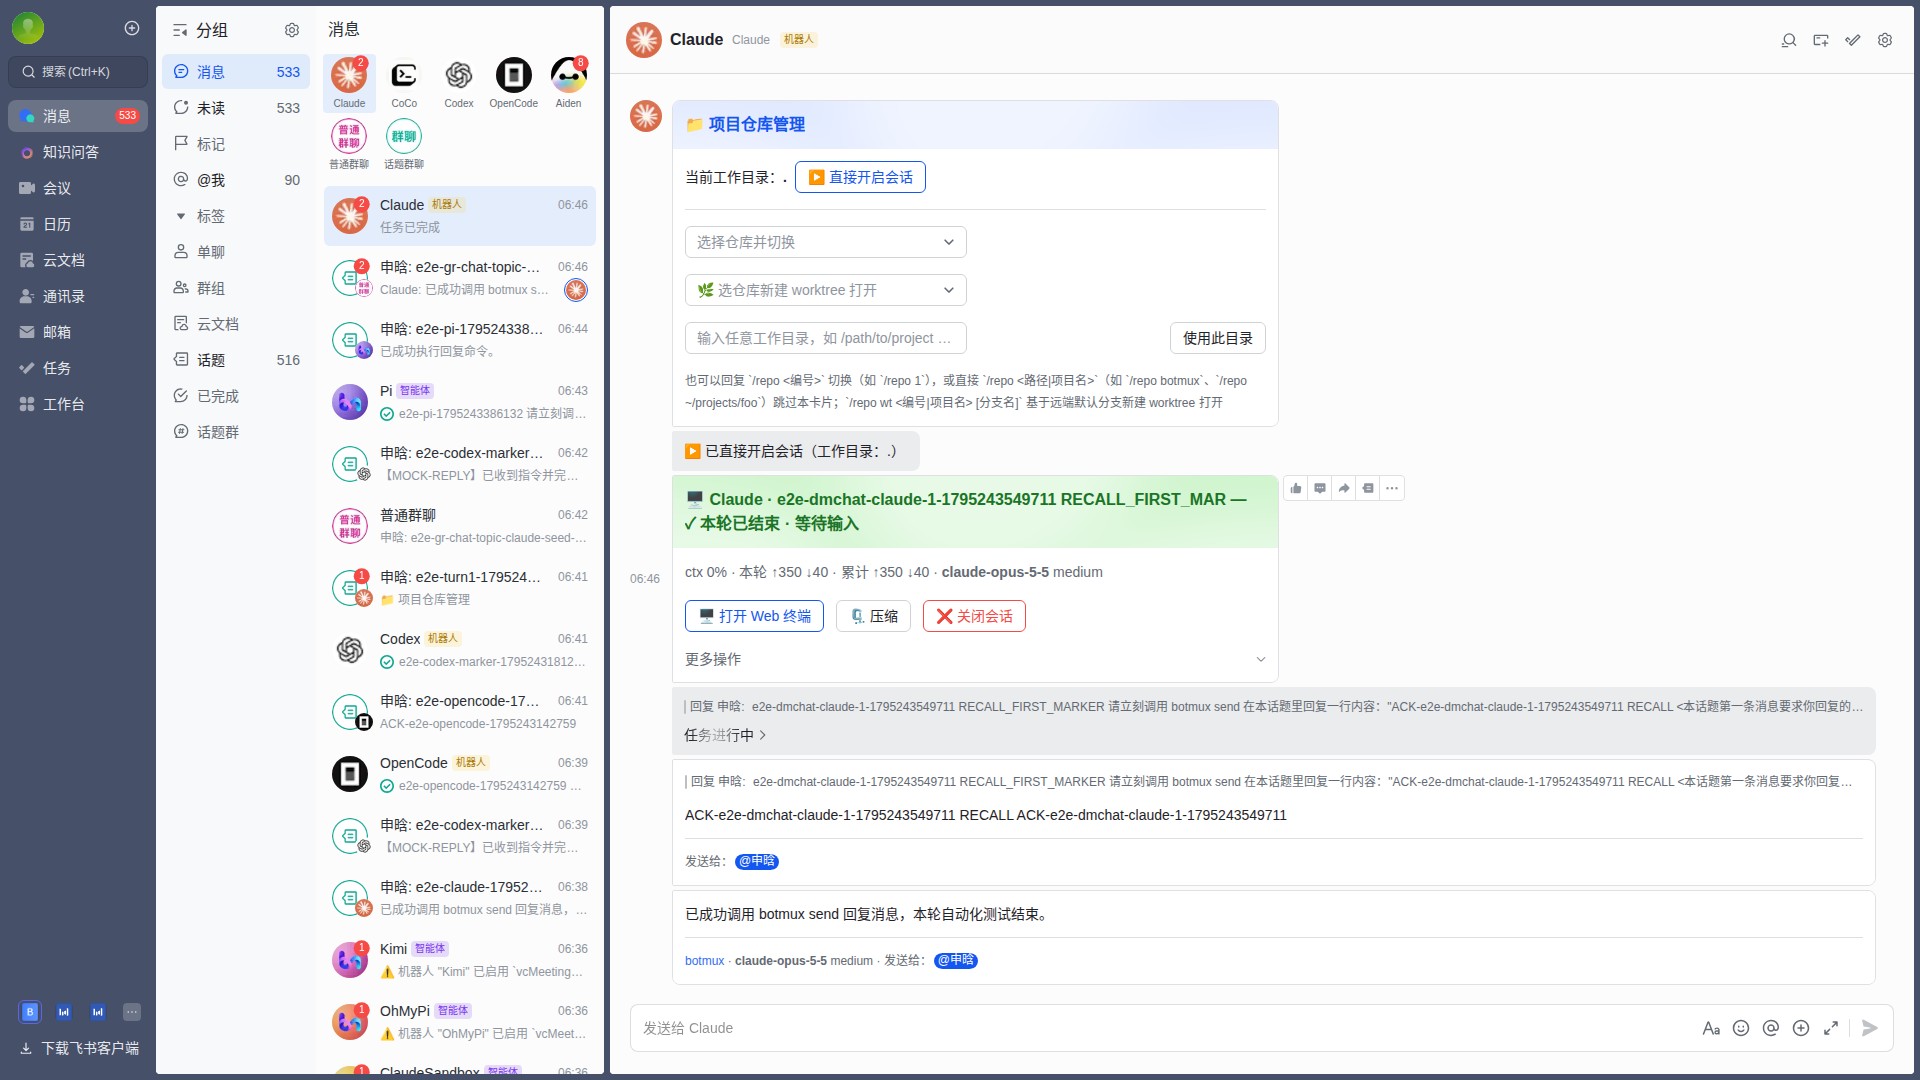 搜索 (Ctrl+K)
消息 533
知识问答
会议
日历
云文档
通讯录
邮箱
任务
工作台
下载飞书客户端
分组
消息 533
未读 533
标记
@我 90
标签
单聊
群组
云文档
话题 516
已完成
话题群
消息
2
Claude
CoCo
Codex
OpenCode
8
Aiden
普通群聊
普通群聊
群聊
话题群聊
2 Claude 机器人 06:46
任务已完成
2 申晗: e2e-gr-chat-topic-... 06:46
Claude: 已成功调用 botmux s...
申晗: e2e-pi-179524338... 06:44
已成功执行回复命令。
Pi 智能体 06:43
e2e-pi-1795243386132 请立刻调...
申晗: e2e-codex-marker... 06:42
【MOCK-REPLY】已收到指令并完...
普通群聊 普通群聊 06:42
申晗: e2e-gr-chat-topic-claude-seed-...
1 申晗: e2e-turn1-179524... 06:41
📁 项目仓库管理
Codex 机器人 06:41
e2e-codex-marker-17952431812...
申晗: e2e-opencode-17... 06:41
ACK-e2e-opencode-1795243142759
OpenCode 机器人 06:39
e2e-opencode-1795243142759 ...
申晗: e2e-codex-marker... 06:39
【MOCK-REPLY】已收到指令并完...
申晗: e2e-claude-17952... 06:38
已成功调用 botmux send 回复消息，...
1 Kimi 智能体 06:36
⚠️ 机器人 "Kimi" 已启用 `vcMeeting...
1 OhMyPi 智能体 06:36
⚠️ 机器人 "OhMyPi" 已启用 `vcMeet...
1 ClaudeSandbox 智能体 06:36
Claude Claude 机器人
📁 项目仓库管理
当前工作目录：. ▶️ 直接开启会话
选择仓库并切换
🌿 选仓库新建 worktree 打开
输入任意工作目录，如 /path/to/project ... 使用此目录
也可以回复 `/repo <编号>` 切换（如 `/repo 1`），或直接 `/repo <路径|项目名>`（如 `/repo botmux`、`/repo
~/projects/foo`）跳过本卡片；`/repo wt <编号|项目名> [分支名]` 基于远端默认分支新建 worktree 打开
▶️ 已直接开启会话（工作目录：.）
🖥️ Claude · e2e-dmchat-claude-1-1795243549711 RECALL_FIRST_MAR —
✓ 本轮已结束 · 等待输入
ctx 0% · 本轮 ↑350 ↓40 · 累计 ↑350 ↓40 · claude-opus-5-5 medium
06:46
🖥️ 打开 Web 终端 🗜️ 压缩 ❌ 关闭会话
更多操作
回复 申晗: e2e-dmchat-claude-1-1795243549711 RECALL_FIRST_MARKER 请立刻调用 botmux send 在本话题里回复一行内容："ACK-e2e-dmchat-claude-1-1795243549711 RECALL <本话题第一条消息要求你回复的...
任务进行中
回复 申晗: e2e-dmchat-claude-1-1795243549711 RECALL_FIRST_MARKER 请立刻调用 botmux send 在本话题里回复一行内容："ACK-e2e-dmchat-claude-1-1795243549711 RECALL <本话题第一条消息要求你回复...
ACK-e2e-dmchat-claude-1-1795243549711 RECALL ACK-e2e-dmchat-claude-1-1795243549711
发送给：@申晗
已成功调用 botmux send 回复消息，本轮自动化测试结束。
botmux · claude-opus-5-5 medium · 发送给：@申晗
发送给 Claude